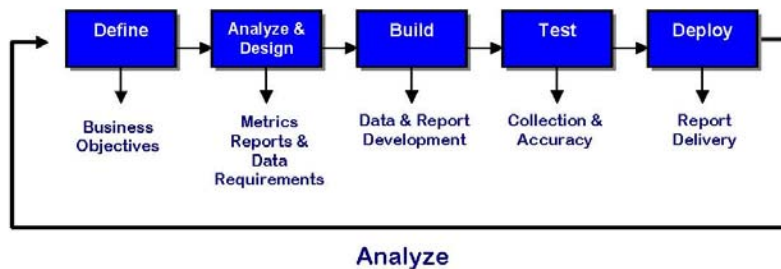 Define
Analyze &
Design
Build
Test
Deploy
Business
Objectives
Metrics
Reports &
Data
Requirements
Data & Report
Development
Collection &
Accuracy
Report
Delivery
Analyze